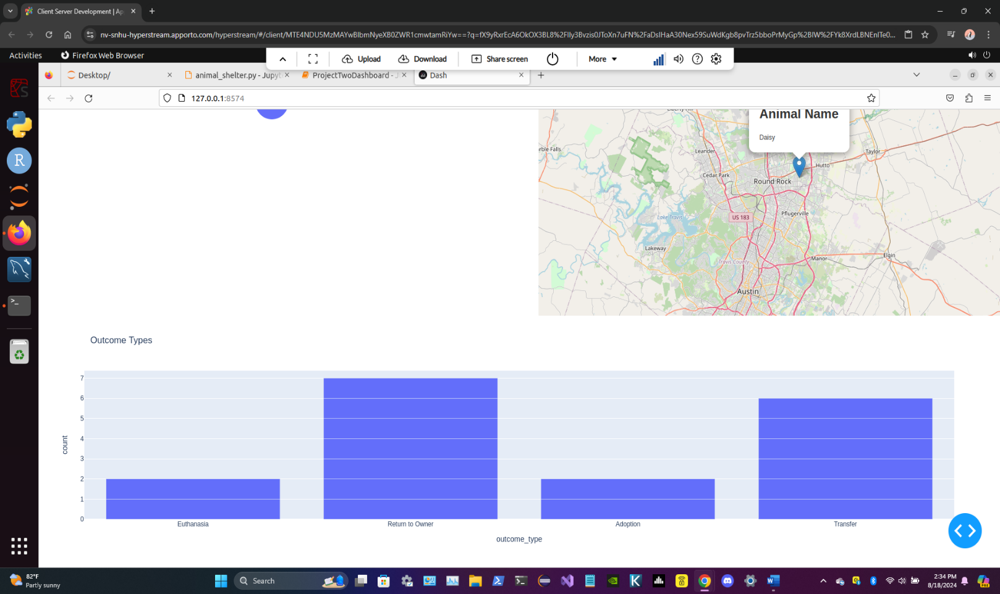 Client Server Development | Ap
nv-snhu-hyperstream.apporto.com/hyperstream/#/client/MTE4NDU5MzMAYwBlbmNyeXB0ZWR1cmwtamRiYw==?q=fX9yRxrEcA6OkOX3BL8%2FIly3Bvzis0JToXn7uFN%2FaDsIHaA30Nex59SuWdKgb8pvTrz5bboPrMyGp%2BIW%2FYk8XrdLBNEnITe0...
Activities
Firefox Web Browser
Upload
Download
Share screen
More
Desktop/
animal_shelter.py - Jupyt
ProjectTwoDashboard - J
Dash
127.0.0.1:8574
Liberty Hill
Animal Name
Daisy
rble Falls
Leander
Taylor
Cedar Park
Hutto
Round Rock
Pflugerville
Lake Travis
US 183
Lakeway
Travis County
Manor
Elgin
Austin
Outcome Types
7
6
5
4
3
2
1
0
count
Euthanasia
Return to Owner
Adoption
Transfer
outcome_type
R
82°F
Partly sunny
Search
2:34 PM
8/18/2024